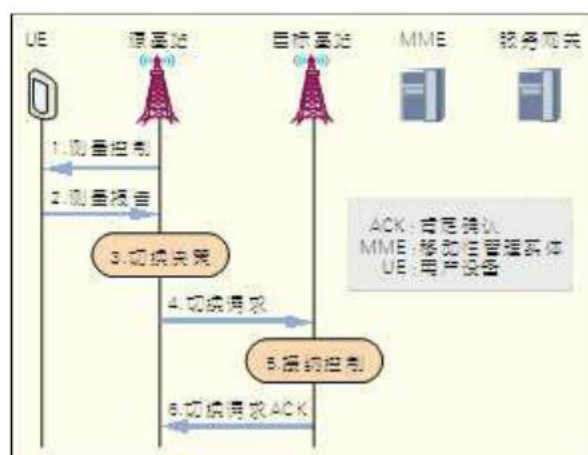 UE 源基站 目标基站 MME 服务网关
1.测量控制
2.测量报告
ACK：肯定确认
MME：移动性管理实体
UE：用户设备
3.切换决策
4.切换请求
5.接纳控制
6.切换请求ACK